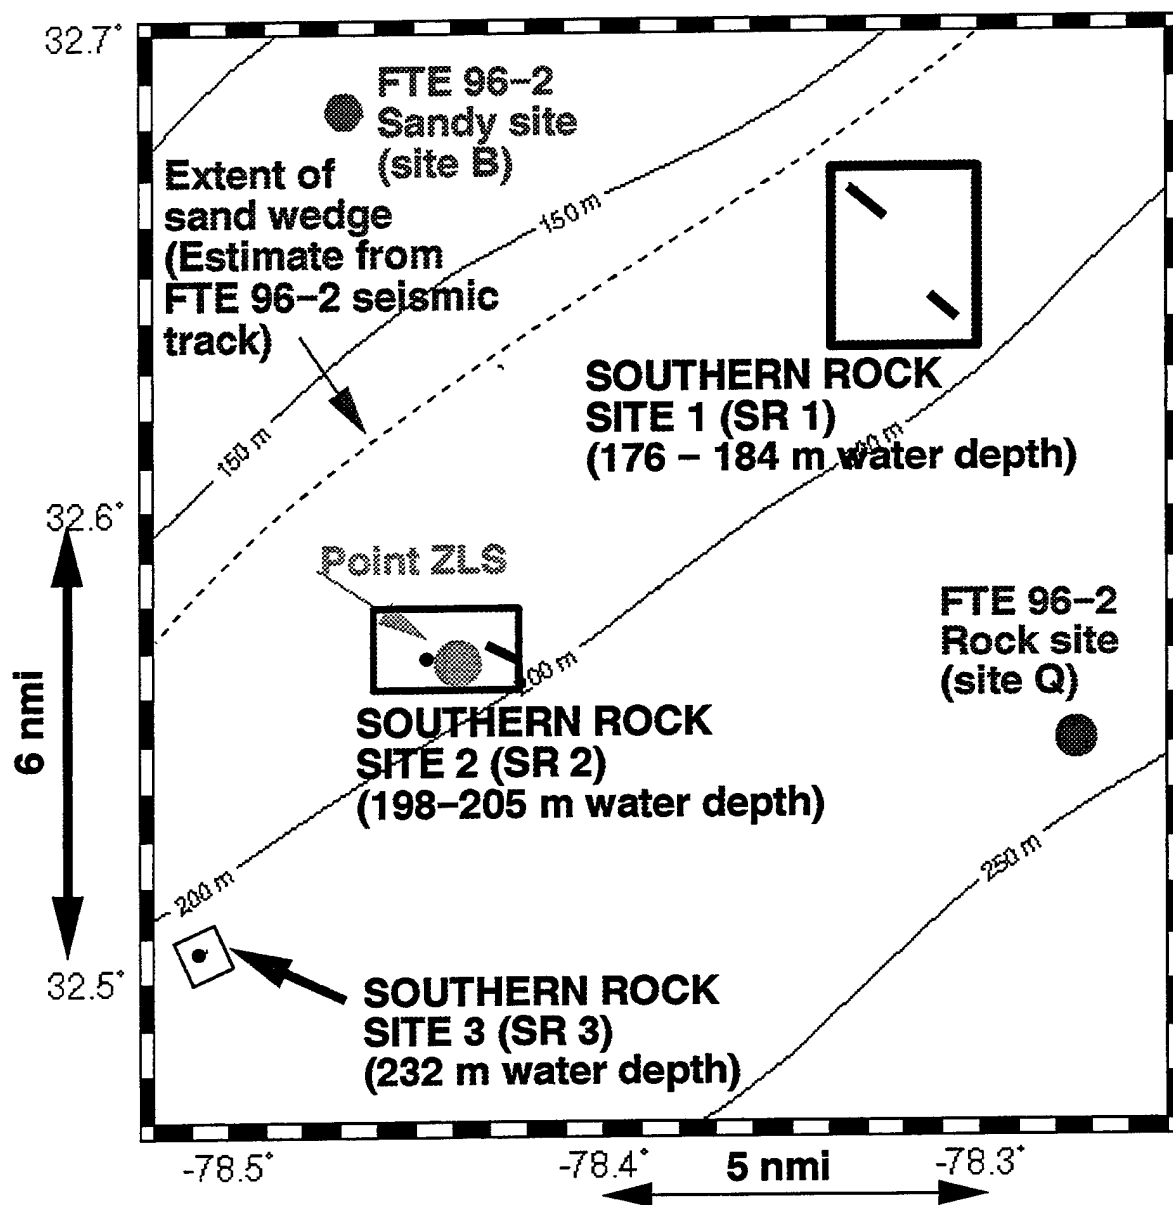 32.7°
FTE 96–2
Sandy site
(site B)
Extent of
sand wedge
(Estimate from
FTE 96–2 seismic
track)
150 m
150 m
SOUTHERN ROCK
SITE 1 (SR 1)
(176 – 184 m water depth)
32.6°
Point ZLS
FTE 96–2
Rock site
(site Q)
200 m
6 nmi
SOUTHERN ROCK
SITE 2 (SR 2)
(198–205 m water depth)
250 m
200 m
32.5°
SOUTHERN ROCK
SITE 3 (SR 3)
(232 m water depth)
-78.5°
-78.4°
5 nmi
-78.3°